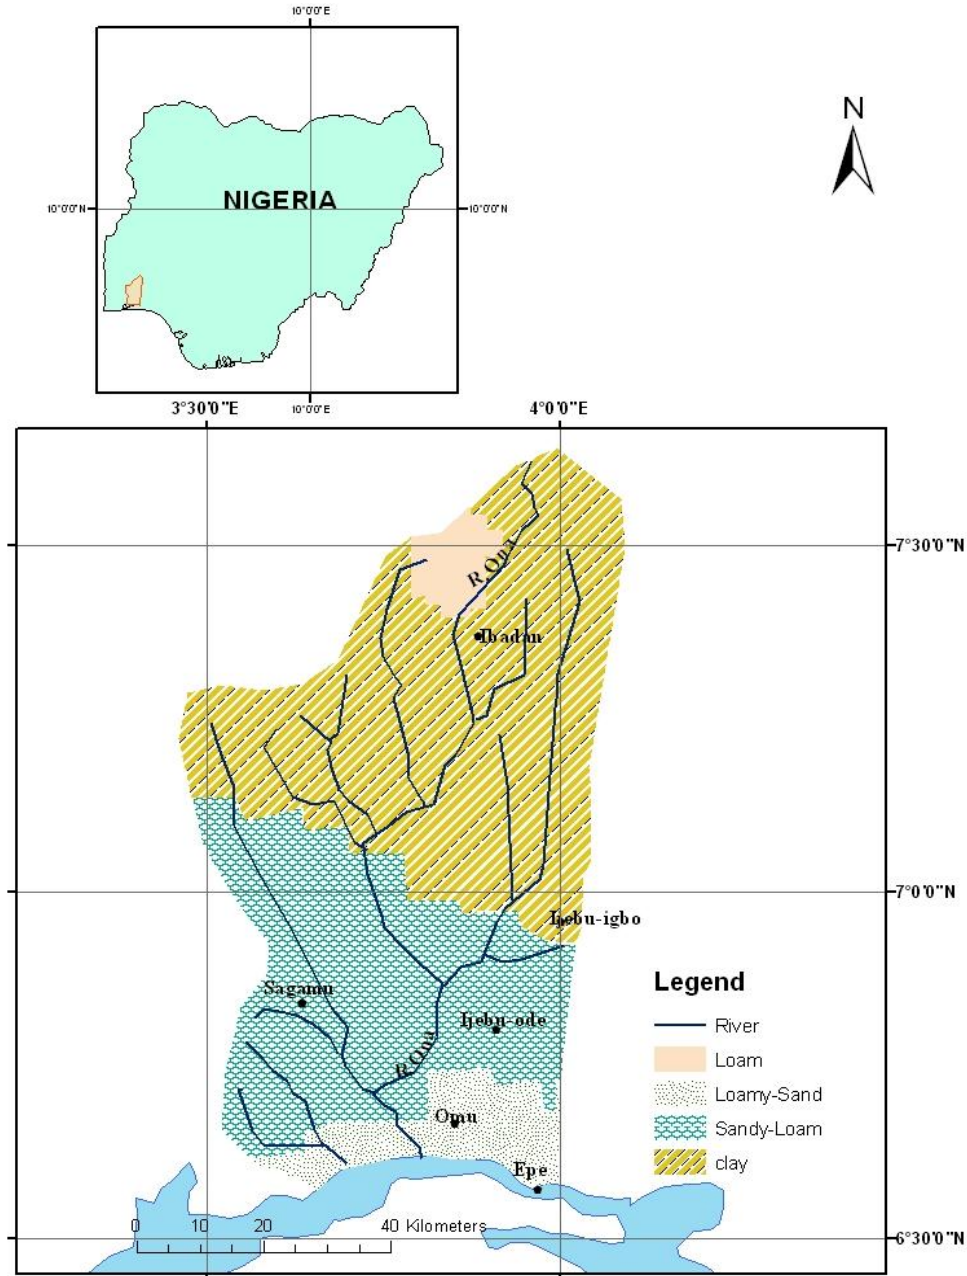 10°0'0"E
N
NIGERIA
10°0'0"N
10°0'0"N
3°30'0"E
10°0'0"E
4°0'0"E
7°30'0"N
R.Ona
Ibadan
7°0'0"N
Ijebu-igbo
Legend
Sagamu
River
Ijebu-ode
R.Ona
Loam
Loamy-Sand
Omu
Sandy-Loam
Epe
clay
0 10 20 40 Kilometers
6°30'0"N